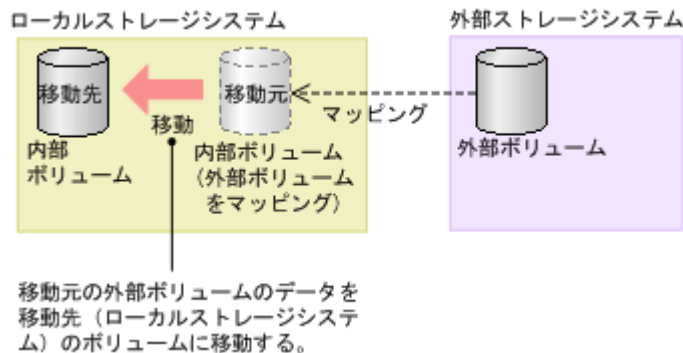 ローカルストレージシステム
外部ストレージシステム
移動先
移動元
マッピング
移動
内部
ボリューム
内部ボリューム
（外部ボリューム
をマッピング）
外部ボリューム
移動元の外部ボリュームのデータを
移動先（ローカルストレージシステ
ム）のボリュームに移動する。